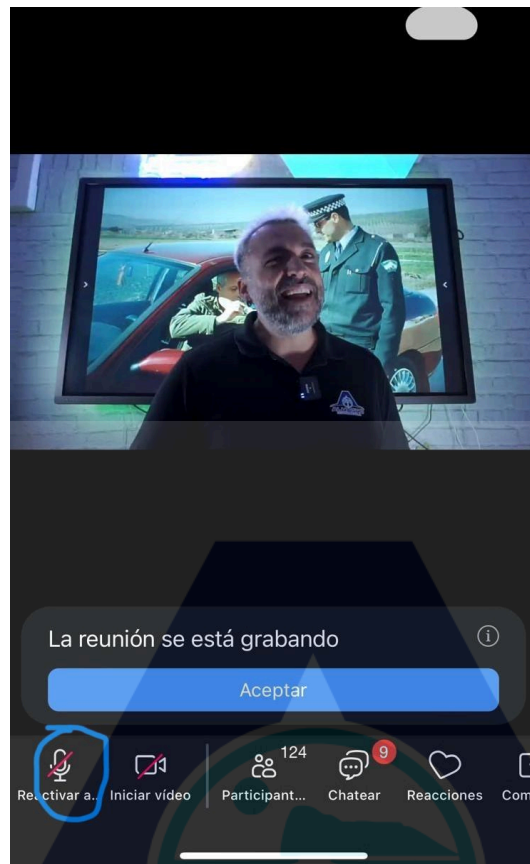 La reunión se está grabando
Aceptar
124
9
Reactivar a..
Iniciar vídeo
Participant...
Chatear
Reacciones
Com